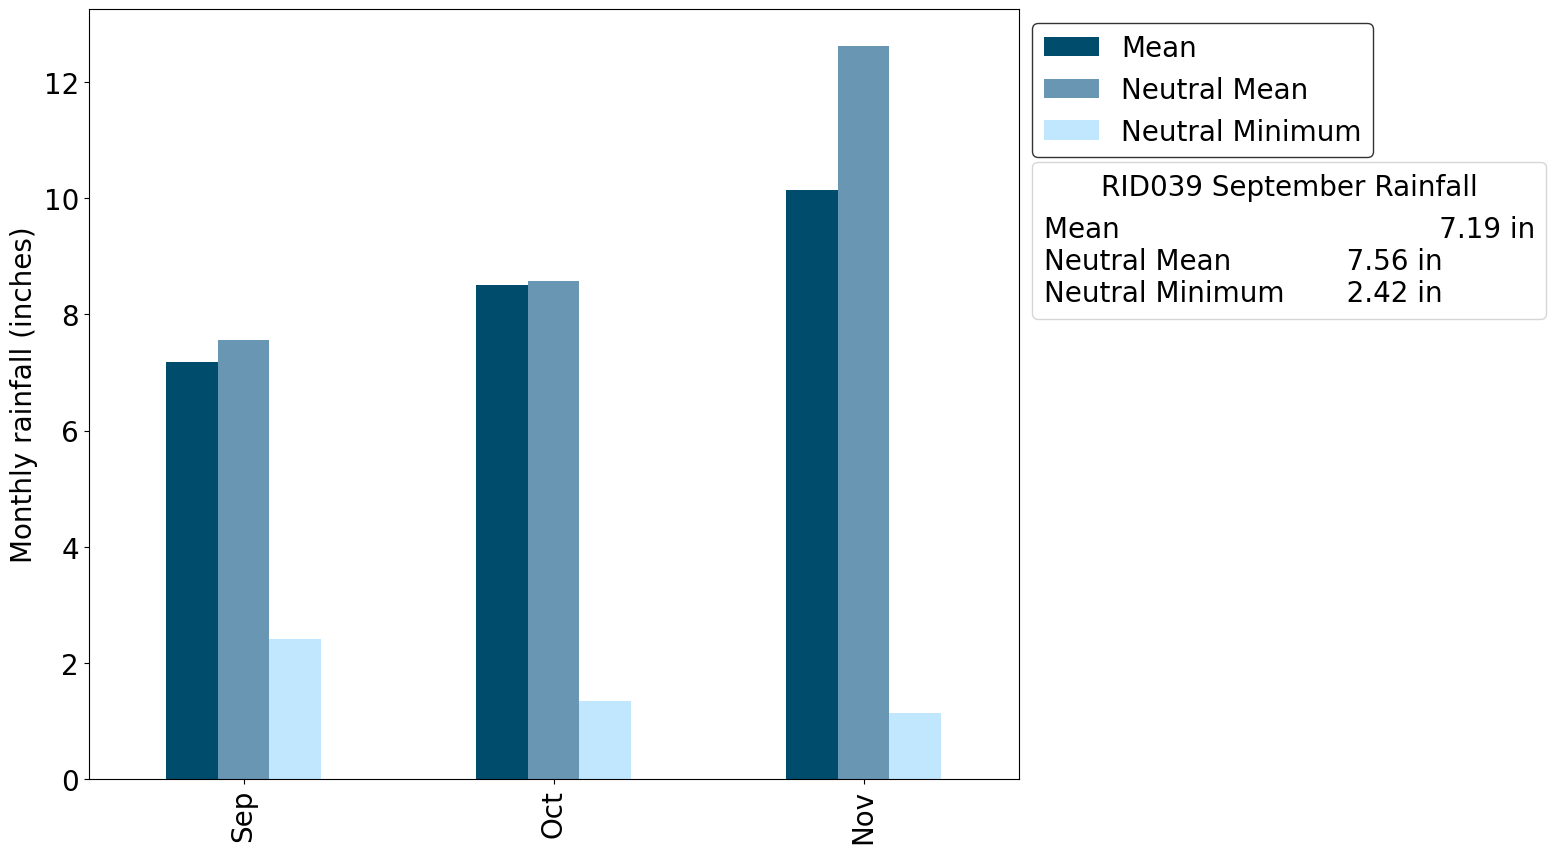 Monthly rainfall (inches)
12
10
8
6
4
2
0
Sep
Oct
Nov
Mean
Neutral Mean
Neutral Minimum
RID039 September Rainfall
Mean 7.19 in
Neutral Mean 7.56 in
Neutral Minimum 2.42 in